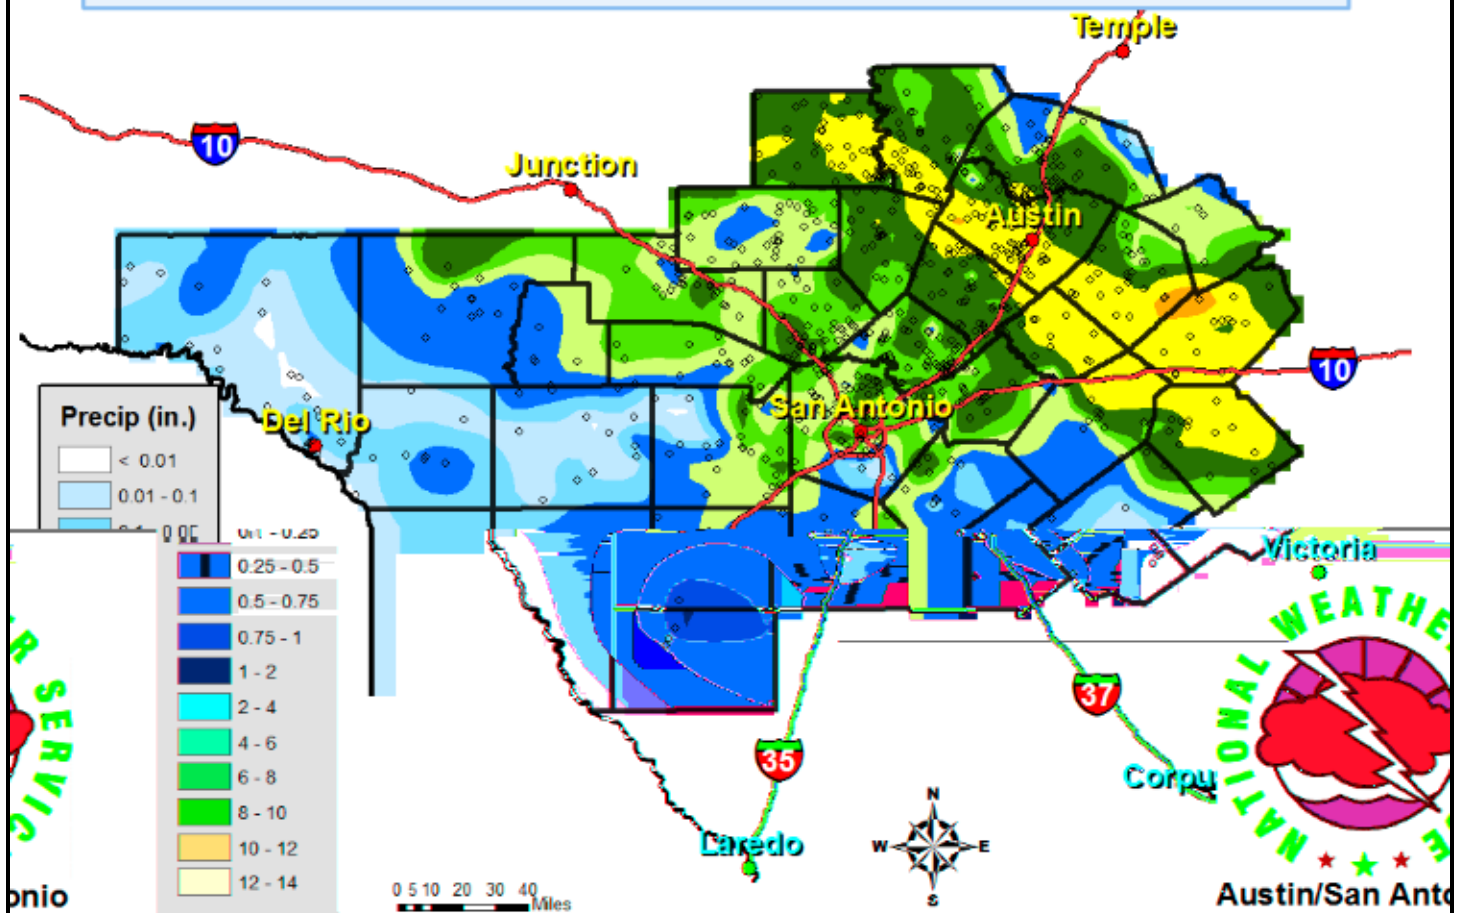 Temple
10
Junction
Austin
10
San Antonio
Del Rio
Precip (in.)
< 0.01
0.01 - 0.1
0.25 - 0.5
0.5 - 0.75
0.75 - 1
1 - 2
2 - 4
4 - 6
6 - 8
8 - 10
10 - 12
12 - 14
Victoria
37
35
Corpu
Laredo
N
W E
S
0 5 10 20 30 40
Miles
R SERVIC
NATIONAL WEATHE
E
onio
Austin/San Anto